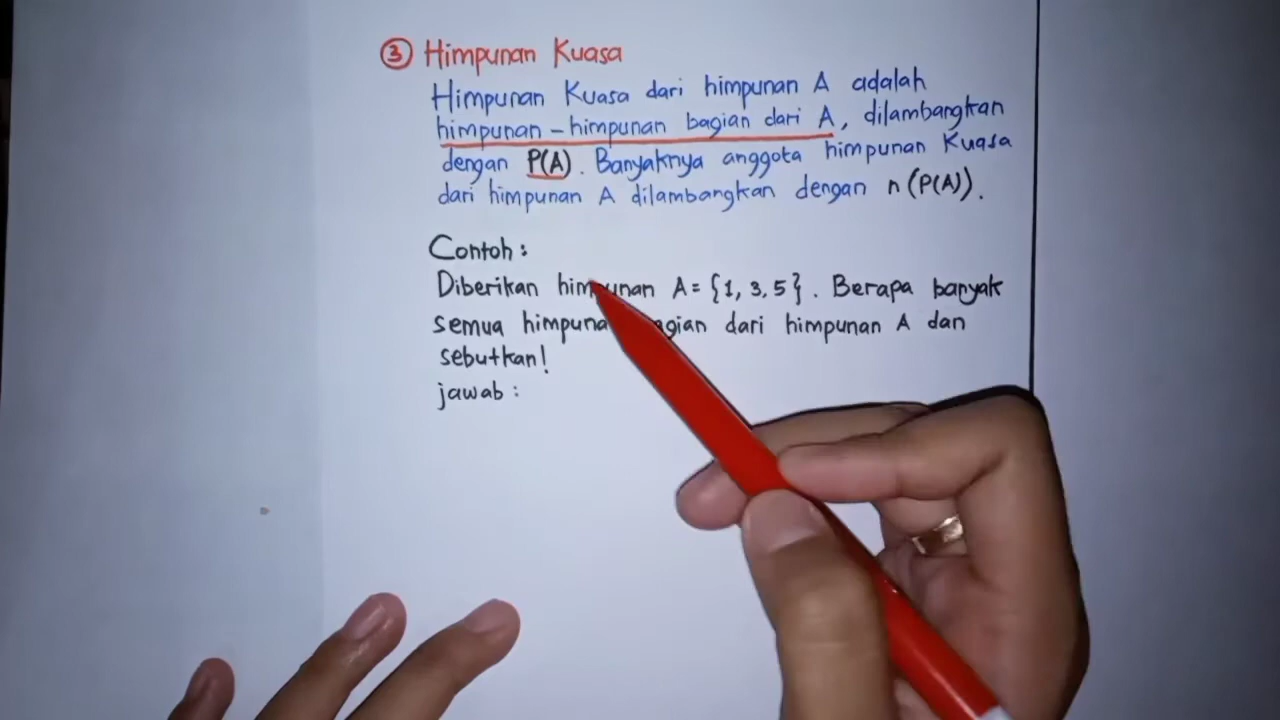 ③ Himpunan Kuasa
Himpunan Kuasa dari himpunan A adalah
himpunan-himpunan bagian dari A, dilambangkan
dengan P(A). Banyaknya anggota himpunan Kuasa
dari himpunan A dilambangkan dengan n(P(A)).
Contoh:
Diberikan himpunan A = {1, 3, 5}. Berapa banyak
semua dari himpunan A dan
sebutkan!
jawab: